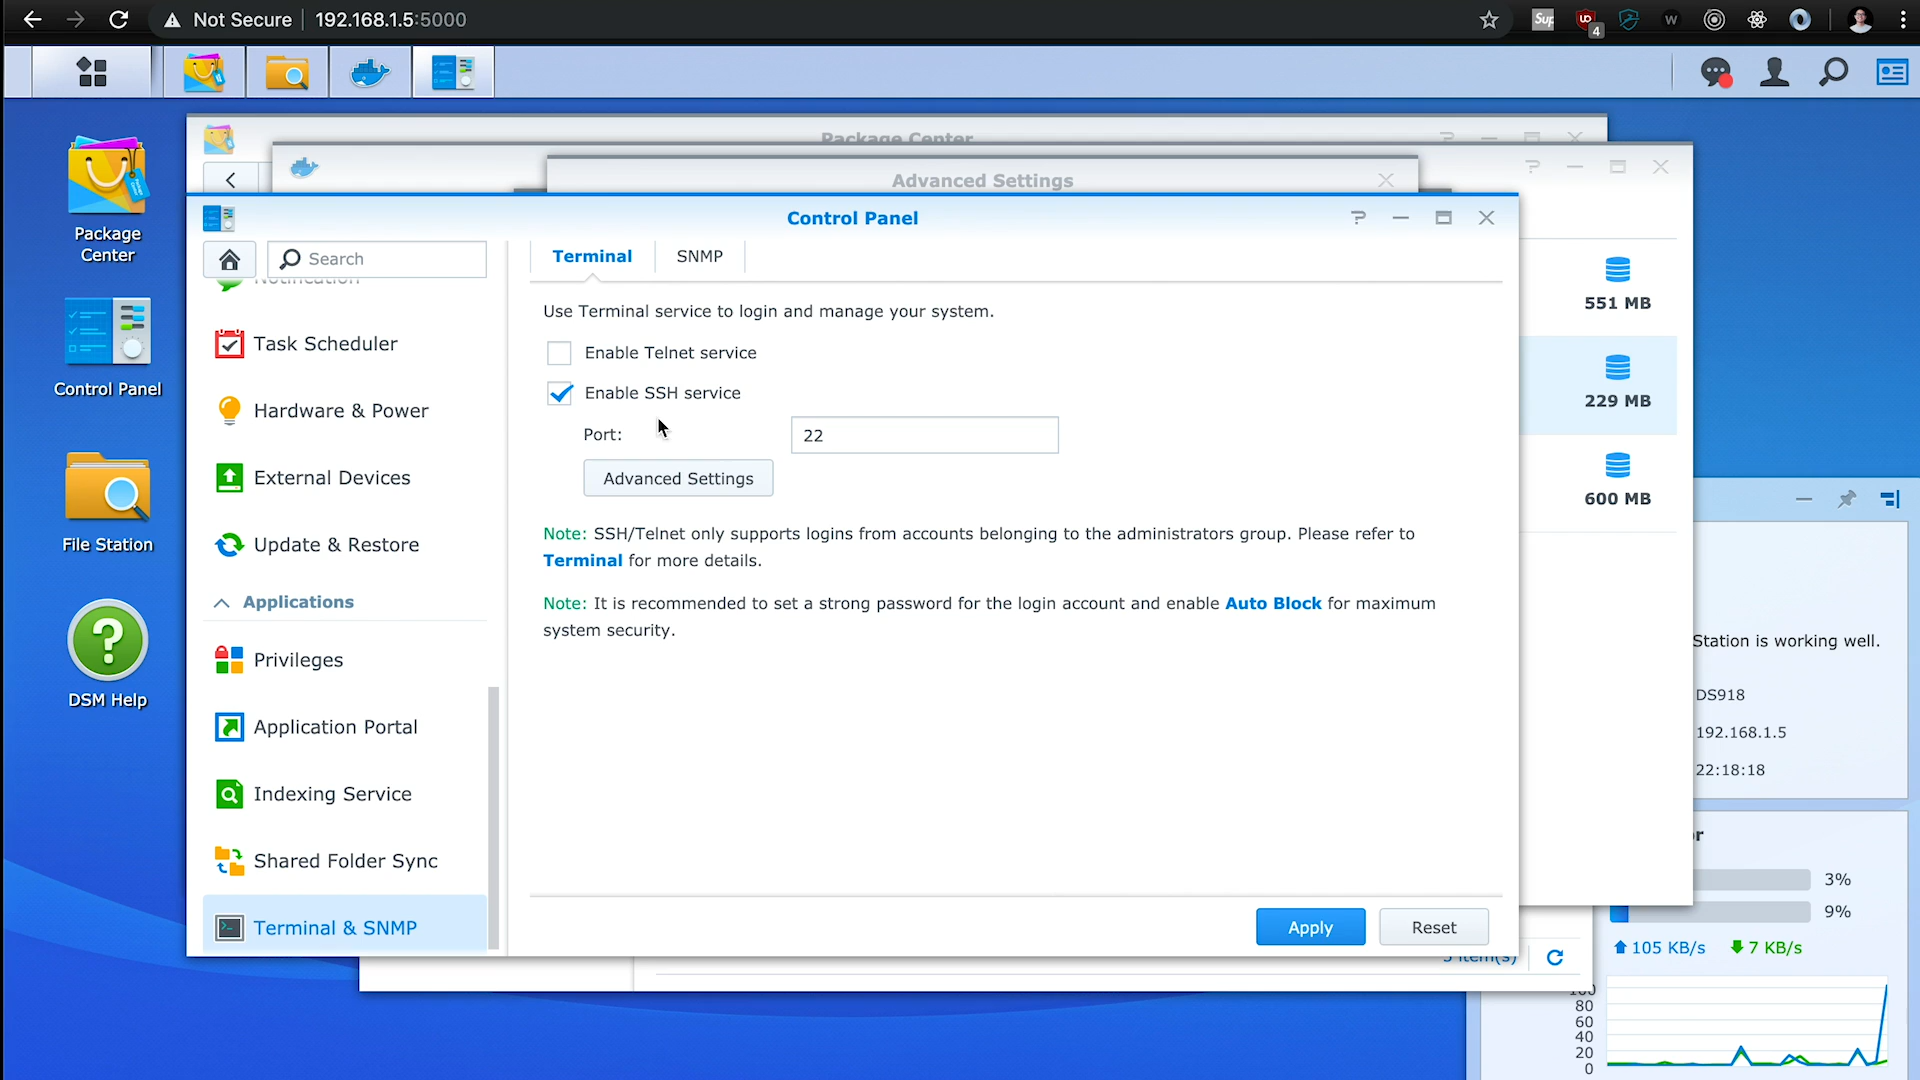 Not Secure 192.168.1.5:5000
Sup
4
W
Package Center
Advanced Settings
Control Panel
Package
Center
Control Panel
File Station
DSM Help
Search
Notification
Task Scheduler
Hardware & Power
External Devices
Update & Restore
Applications
Privileges
Application Portal
Indexing Service
Shared Folder Sync
Terminal & SNMP
Terminal SNMP
Use Terminal service to login and manage your system.
Enable Telnet service
Enable SSH service
Port: 22
Advanced Settings
Note: SSH/Telnet only supports logins from accounts belonging to the administrators group. Please refer to
Terminal for more details.
Note: It is recommended to set a strong password for the login account and enable Auto Block for maximum
system security.
Apply Reset
551 MB
229 MB
600 MB
item(s)
Station is working well.
DS918
192.168.1.5
22:18:18
3%
9%
105 KB/s 7 KB/s
100
80
60
40
20
0